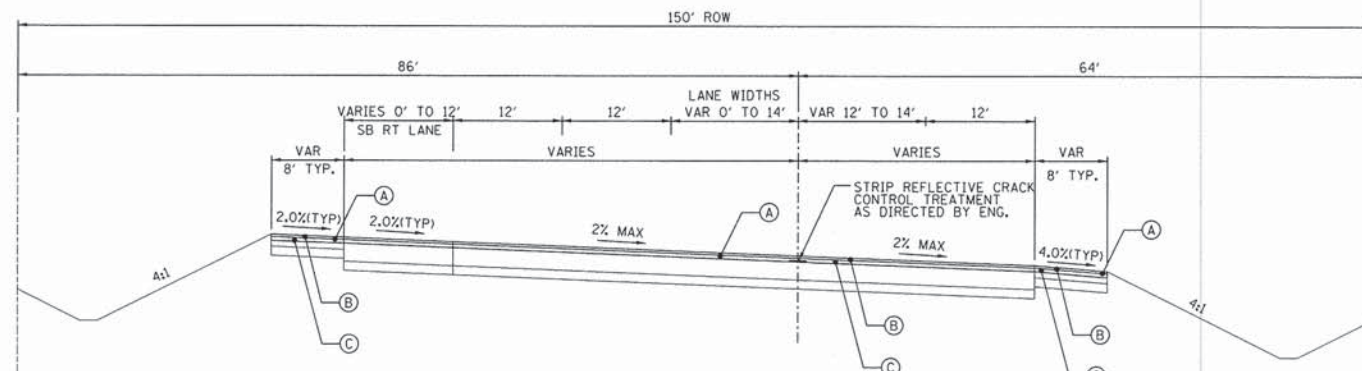 150' ROW
86'
64'
LANE WIDTHS
VARIES 0' TO 12'
12'
12'
VAR 0' TO 14'
VAR 12' TO 14'
12'
SB RT LANE
VAR
VARIES
VARIES
VAR
8' TYP.
8' TYP.
STRIP REFLECTIVE CRACK
CONTROL TREATMENT
AS DIRECTED BY ENG.
A
A
A
2.0%(TYP)
2.0%(TYP)
2% MAX
2% MAX
4.0%(TYP)
4:1
4:1
B
B
B
C
C